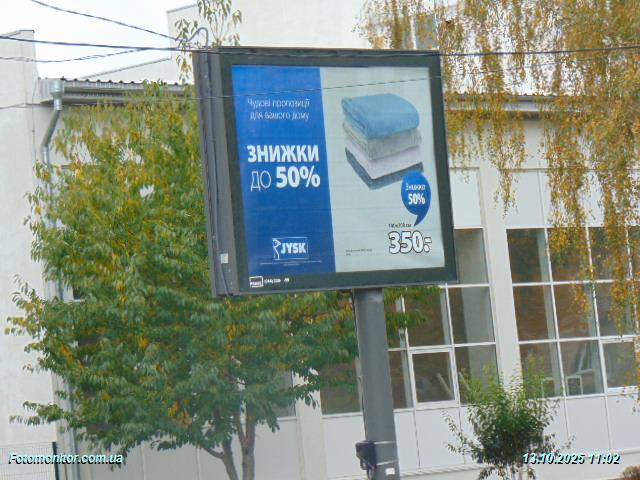 Чудові пропозиції
для вашого дому
ЗНИЖКИ
ДО 50%
Знижка
50%
350.-
JYSK
Fotomonitor.com.ua
13.10.2025 11:02